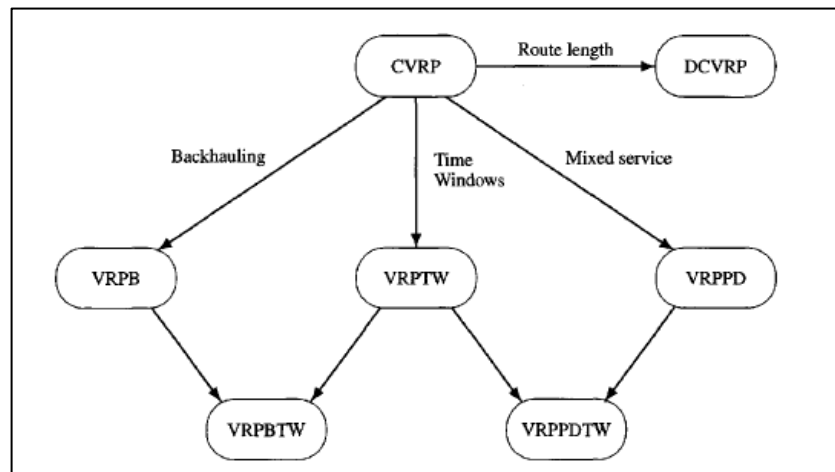 CVRP
Route length
DCVRP
Backhauling
Time
Windows
Mixed service
VRPB
VRPTW
VRPPD
VRPBTW
VRPPDTW